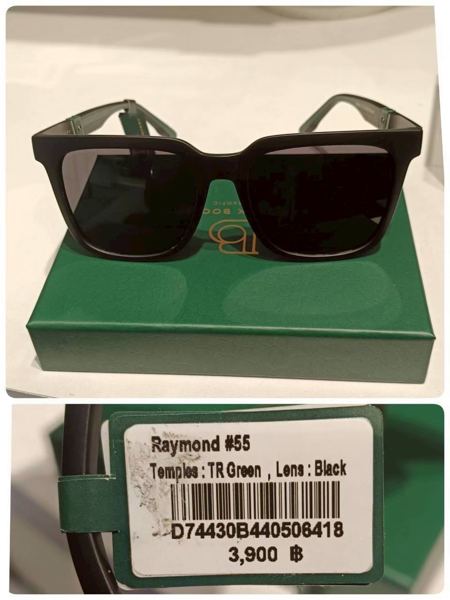 Raymond #55
Temples : TR Green , Lens : Black
D74430B440506418
3,900 ฿